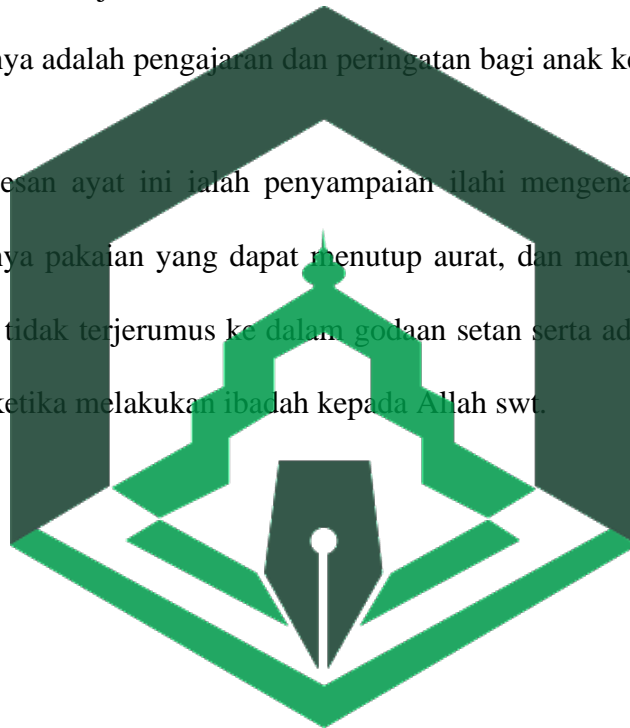 nya adalah pengajaran dan peringatan bagi anak ke
esan ayat ini ialah penyampaian ilahi mengena
nya pakaian yang dapat menutup aurat, dan menj
tidak terjerumus ke dalam godaan setan serta ad
ketika melakukan ibadah kepada Allah swt.